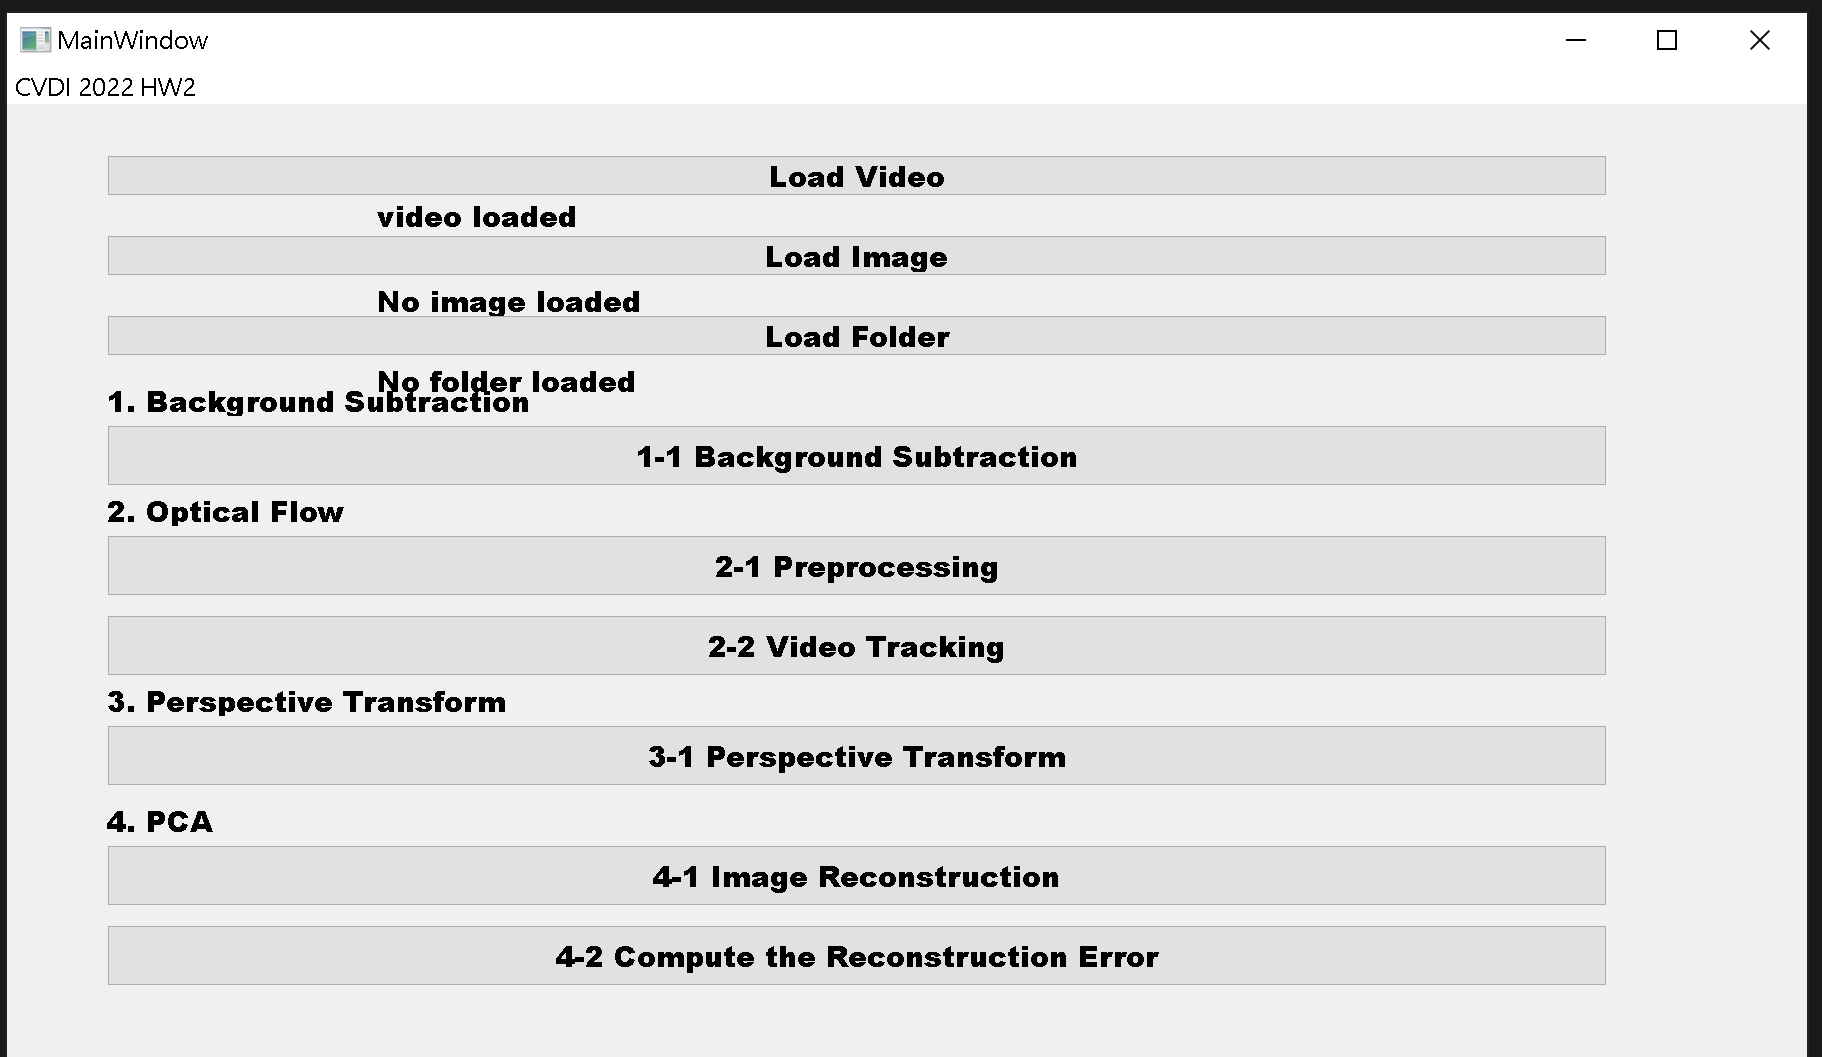 MainWindow
CVDI 2022 HW2
Load Video
video loaded
Load Image
No image loaded
Load Folder
No folder loaded
1. Background Subtraction
1-1 Background Subtraction
2. Optical Flow
2-1 Preprocessing
2-2 Video Tracking
3. Perspective Transform
3-1 Perspective Transform
4. PCA
4-1 Image Reconstruction
4-2 Compute the Reconstruction Error